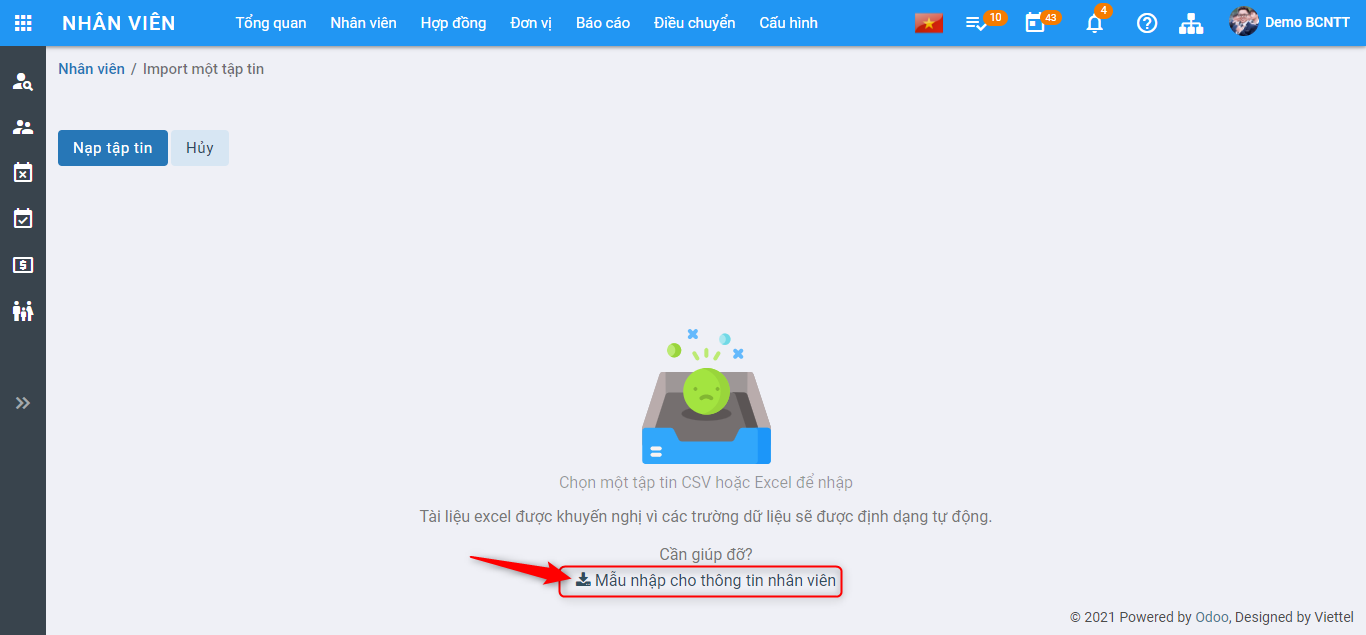 NHÂN VIÊN Tổng quan Nhân viên Hợp đồng Đơn vị Báo cáo Điều chuyển Cấu hình 10 43 4 Demo BCNTT
Nhân viên / Import một tập tin
Nạp tập tin Hủy
Chọn một tập tin CSV hoặc Excel để nhập
Tài liệu excel được khuyến nghị vì các trường dữ liệu sẽ được định dạng tự động.
Cần giúp đỡ?
Mẫu nhập cho thông tin nhân viên
© 2021 Powered by Odoo, Designed by Viettel